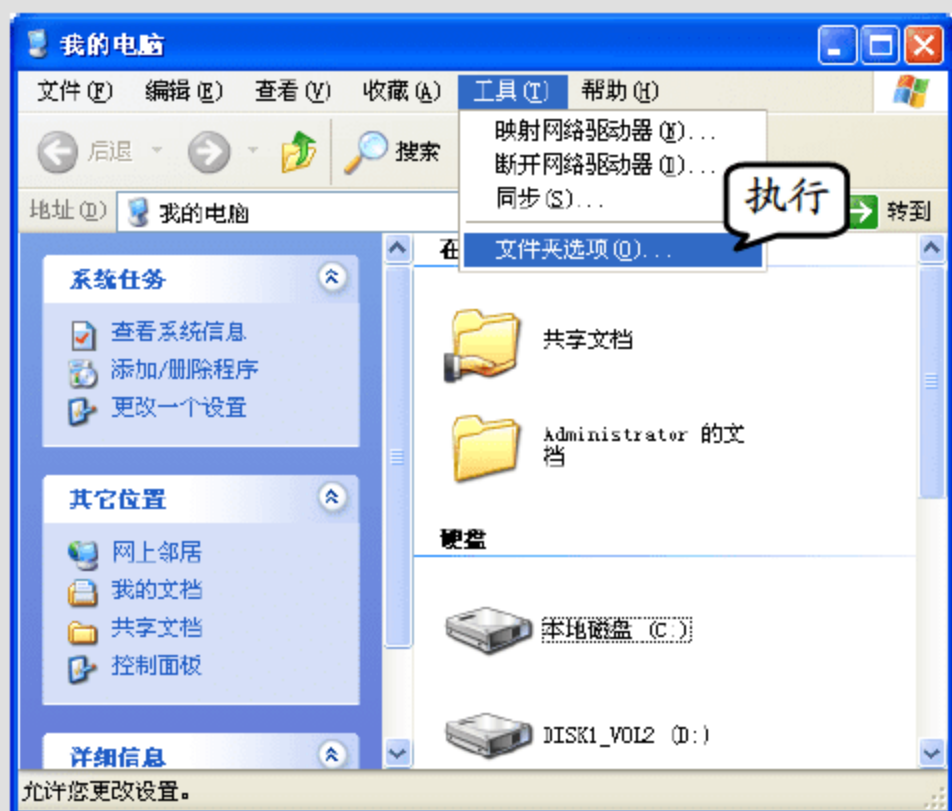 我的电脑
文件(F) 编辑(E) 查看(V) 收藏(A) 工具(T) 帮助(H)
映射网络驱动器(N)...
断开网络驱动器(D)...
同步(S)...
文件夹选项(O)...
执行
后退 搜索
地址(D) 我的电脑 转到
在
系统任务
查看系统信息
添加/删除程序
更改一个设置
其它位置
网上邻居
我的文档
共享文档
控制面板
详细信息
共享文档
Administrator 的文
档
硬盘
本地磁盘 (C:)
DISK1_VOL2 (D:)
允许您更改设置。